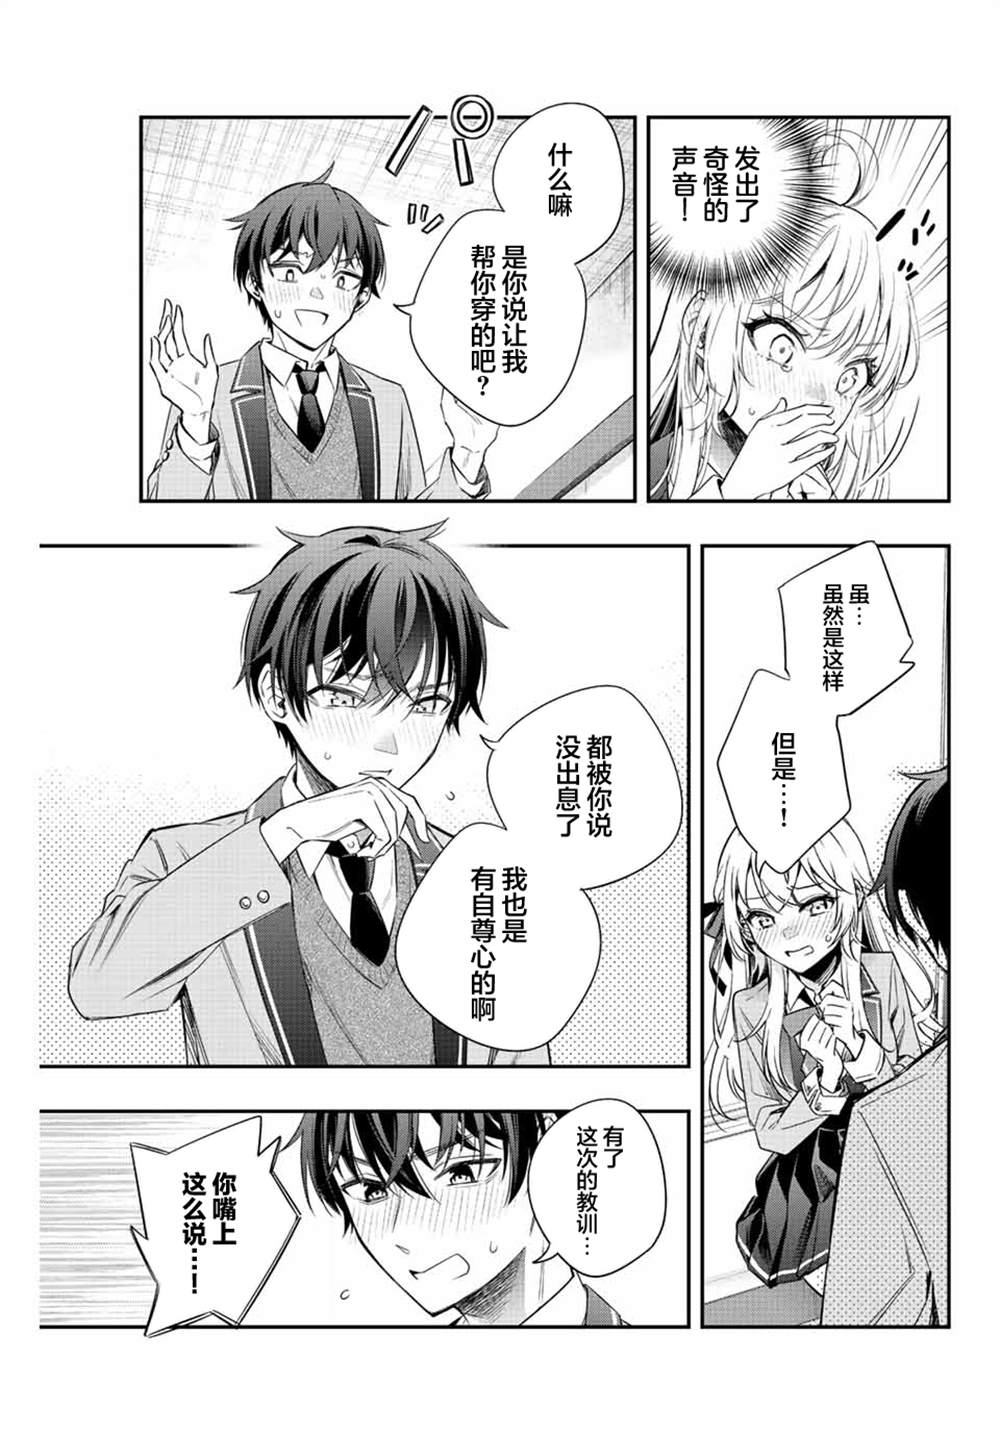 发出了
奇怪的
声音！
什么嘛
是你说让我
帮你穿的吧？
虽…
虽然是这样
但是…！
都被你说
没出息了
我也是
有自尊心的啊
有了
这次的教训…
你嘴上
这么说…！